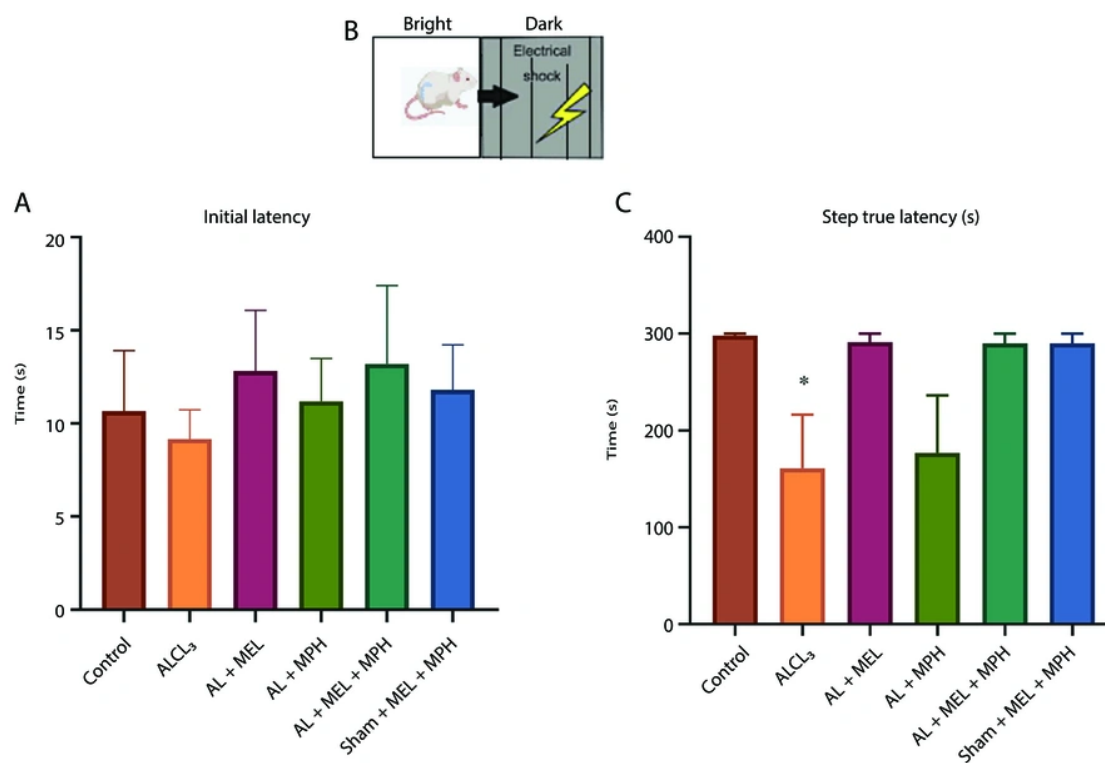 B
Bright Dark
Electrical
shock
A
Initial latency
Time (s)
20
15
10
5
0
Control
ALCL₃
AL + MEL
AL + MPH
AL + MEL + MPH
Sham + MEL + MPH
C
Step true latency (s)
Time (s)
400
300
200
100
0
*
Control
ALCL₃
AL + MEL
AL + MPH
AL + MEL + MPH
Sham + MEL + MPH